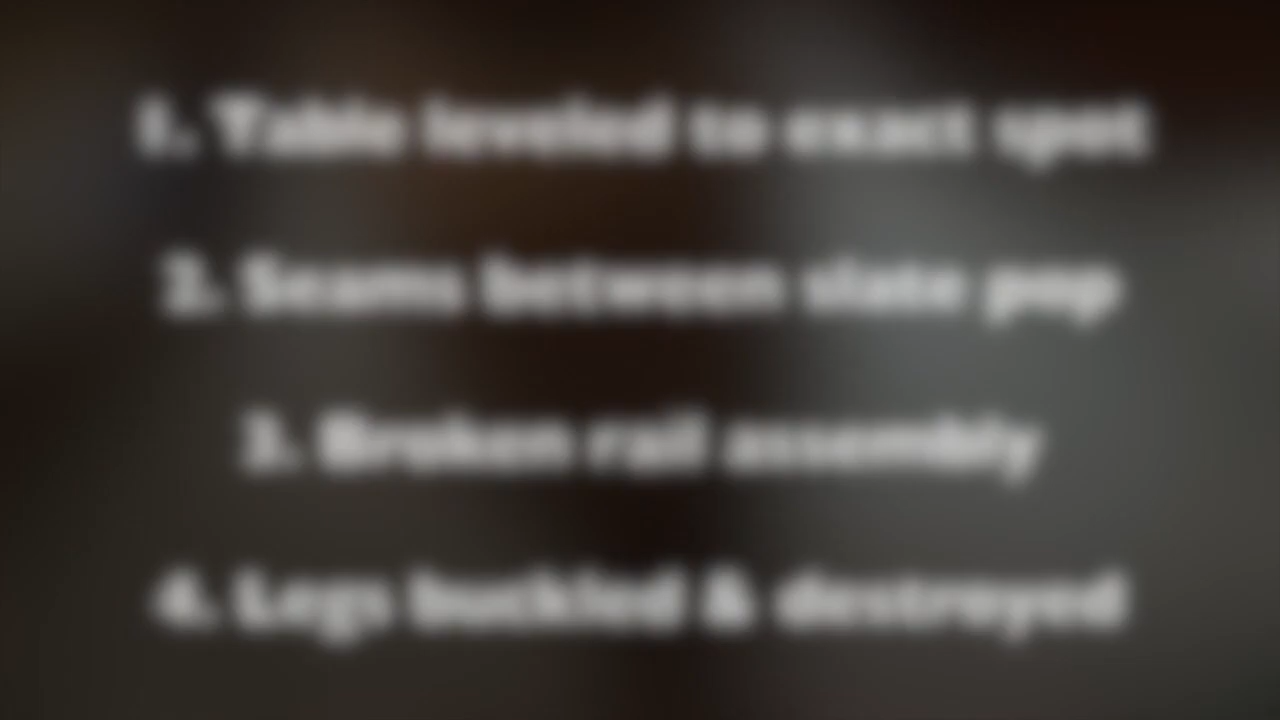 1. Table leveled to exact spot
2. Seams between slate pop
3. Broken rail assembly
4. Legs buckled & destroyed